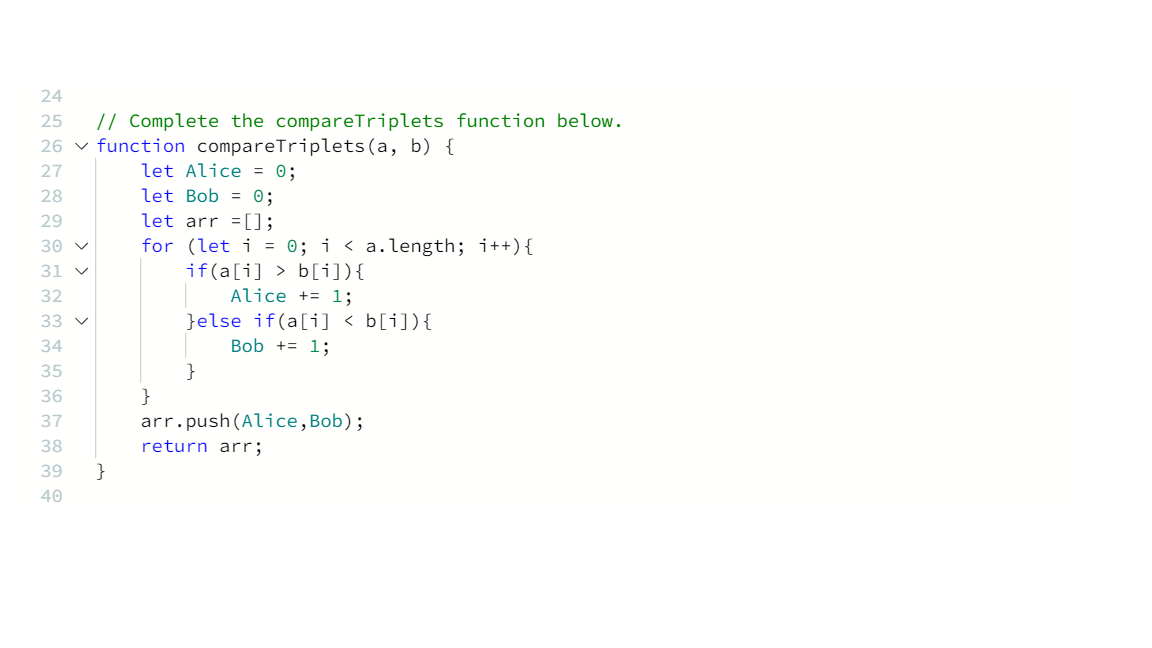 24
25 // Complete the compareTriplets function below.
26 function compareTriplets(a, b) {
27     let Alice = 0;
28     let Bob = 0;
29     let arr =[];
30     for (let i = 0; i < a.length; i++){
31         if(a[i] > b[i]){
32             Alice += 1;
33         }else if(a[i] < b[i]){
34             Bob += 1;
35         }
36     }
37     arr.push(Alice,Bob);
38     return arr;
39 }
40